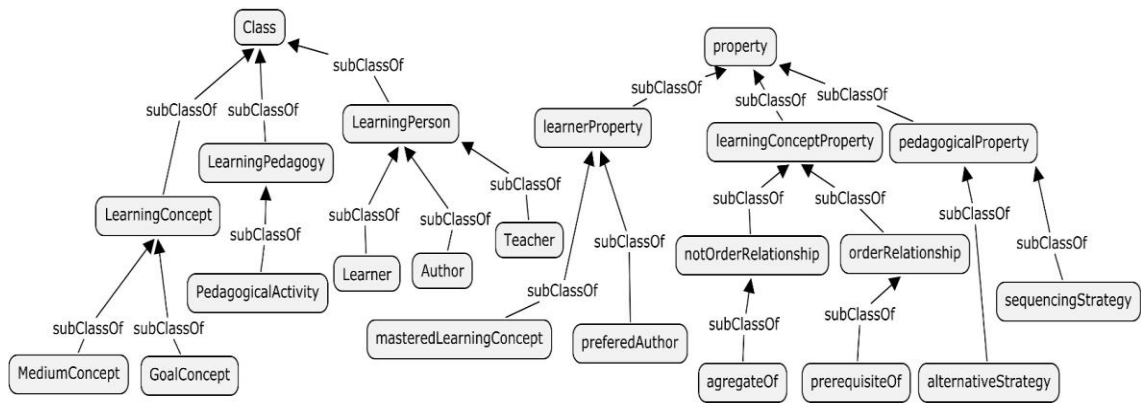 Class
property
subClassOf
subClassOf
subClassOf
subClassOf
subClassOf
subClassOf
LearningPerson
learnerProperty
learningConceptProperty
pedagogicalProperty
LearningPedagogy
LearningConcept
subClassOf
subClassOf
subClassOf
subClassOf
subClassOf
subClassOf
subClassOf
subClassOf
subClassOf
subClassOf
Teacher
notOrderRelationship
orderRelationship
Learner
Author
PedagogicalActivity
sequencingStrategy
subClassOf
subClassOf
subClassOf
subClassOf
subClassOf
masteredLearningConcept
preferedAuthor
MediumConcept
GoalConcept
agregateOf
prerequisiteOf
alternativeStrategy